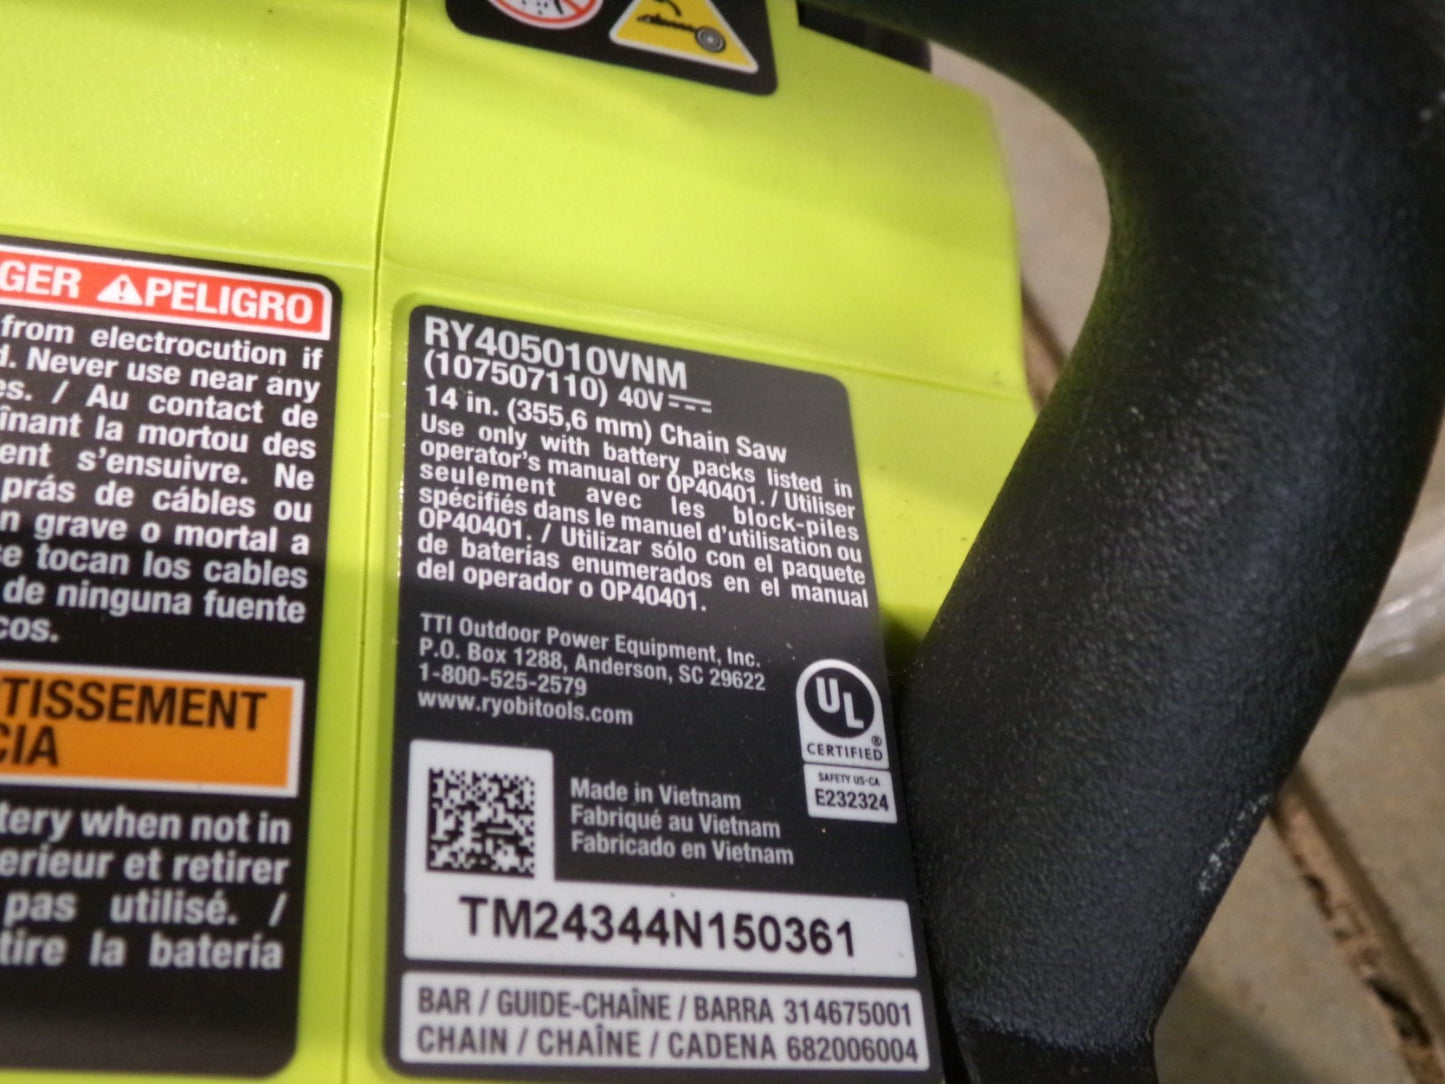 GER ⚠PELIGRO
from electrocution if
d. Never use near any
es. / Au contact de
înant la mortou des
ent s'ensuivre. Ne
prás de cábles ou
n grave o mortal a
e tocan los cables
de ninguna fuente
cos.
TISSEMENT
CIA
tery when not in
erieur et retirer
pas utilisé. /
tire la batería
RY405010VNM
(107507110) 40V
14 in. (355,6 mm) Chain Saw
Use only with battery packs listed in
operator's manual or OP40401. / Utiliser
seulement avec les block-piles
spécifiés dans le manuel d'utilisation ou
OP40401. / Utilizar sólo con el paquete
de baterías enumerados en el manual
del operador o OP40401.
TTI Outdoor Power Equipment, Inc.
P.O. Box 1288, Anderson, SC 29622
1-800-525-2579
www.ryobitools.com
UL
®
CERTIFIED
SAFETY US-CA
E232324
Made in Vietnam
Fabriqué au Vietnam
Fabricado en Vietnam
TM24344N150361
BAR / GUIDE-CHAÎNE / BARRA 314675001
CHAIN / CHAÎNE / CADENA 682006004